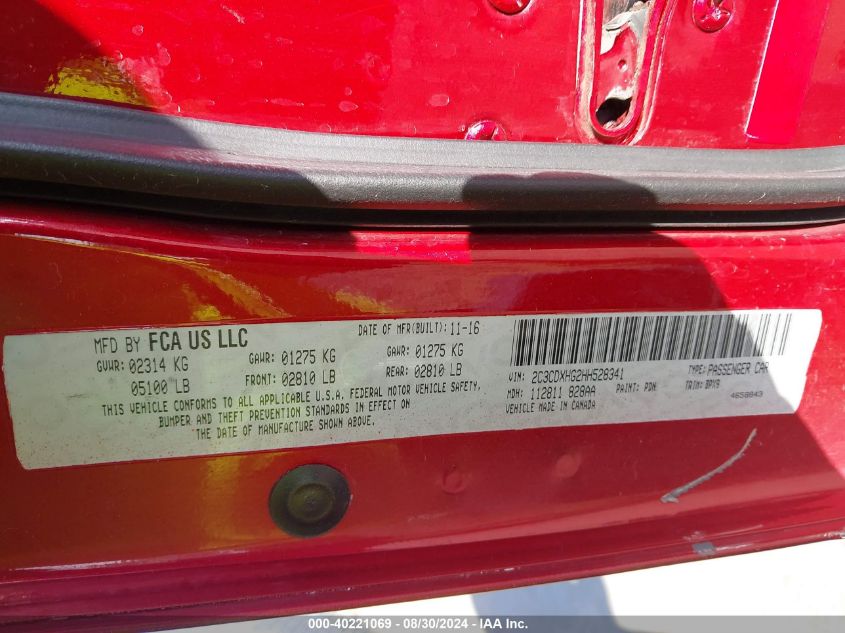 MFD BY FCA US LLC
DATE OF MFR(BUILT): 11-16
GVWR: 02314 KG
GAWR: 01275 KG
GAWR: 01275 KG
05100 LB
FRONT: 02810 LB
REAR: 02810 LB
THIS VEHICLE CONFORMS TO ALL APPLICABLE U.S.A. FEDERAL MOTOR VEHICLE SAFETY,
BUMPER AND THEFT PREVENTION STANDARDS IN EFFECT ON
THE DATE OF MANUFACTURE SHOWN ABOVE.
VIN: 2C3CDXHG2HH528341
TYPE: PASSENGER CAR
MDH: 112811 828AA
PAINT: PDN
TRIM: BPX9
VEHICLE MADE IN CANADA
4658843
000-40221069 - 08/30/2024 - IAA Inc.